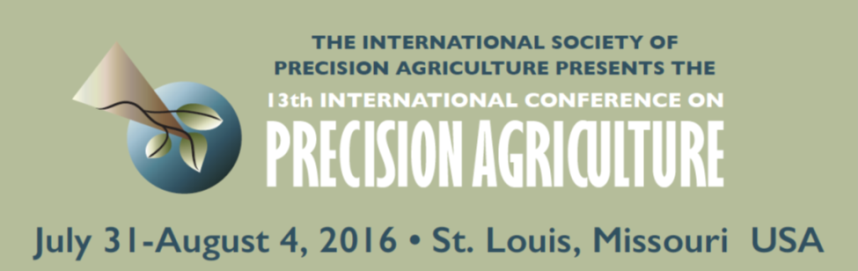 THE INTERNATIONAL SOCIETY OF
PRECISION AGRICULTURE PRESENTS THE
13th INTERNATIONAL CONFERENCE ON
PRECISION AGRICULTURE
July 31-August 4, 2016 • St. Louis, Missouri USA